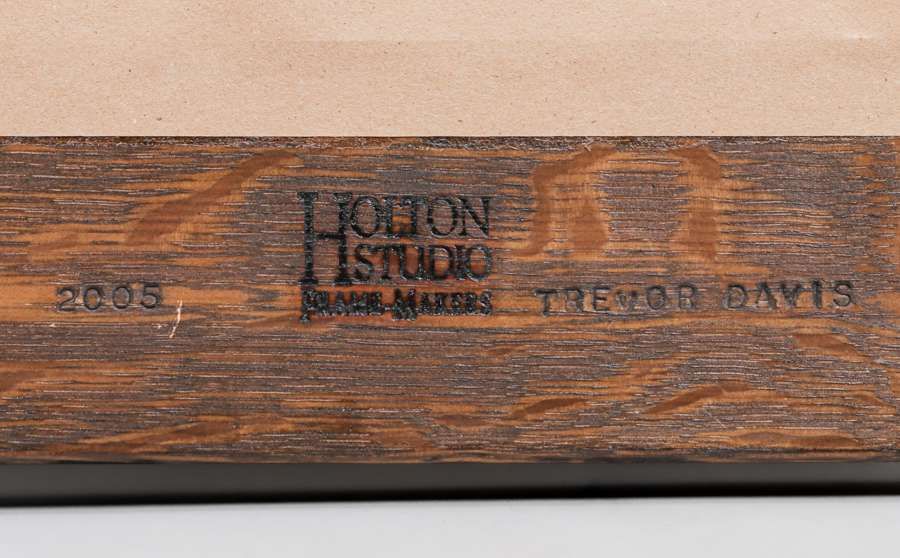 2005
HOLTON
STUDIO
FRAME-MAKERS
TREVOR DAVIS